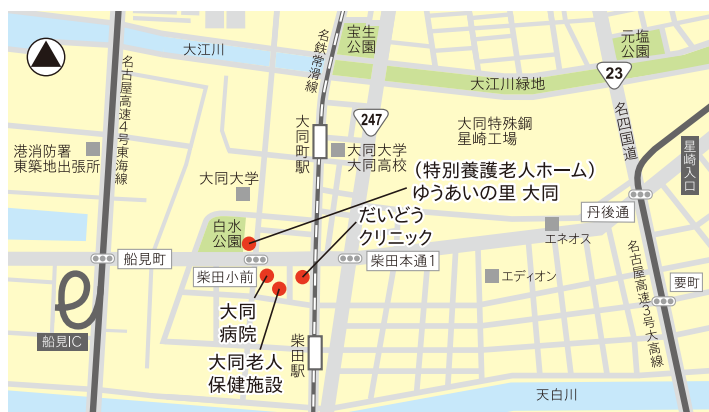 大江川
名鉄常滑線
宝生
公園
元塩
公園
大江川緑地
23
名古屋高速4号東海線
247
大同町駅
大同特殊鋼
星崎工場
名四国道
港消防署
東築地出張所
大同大学
大同高校
星崎入口
大同大学
(特別養護老人ホーム)
ゆうあいの里 大同
だいどう
クリニック
白水
公園
丹後通
エネオス
船見町
柴田小前
柴田本通1
エディオン
要町
名古屋高速3号大高線
大同
病院
船見IC
大同老人
保健施設
柴田駅
天白川